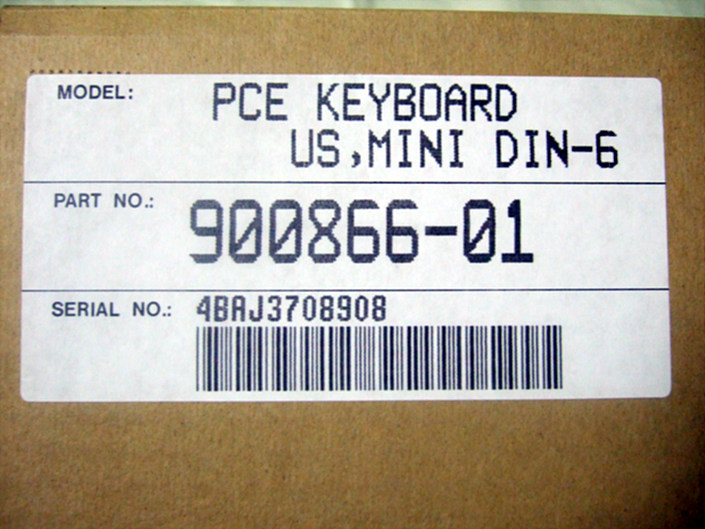 MODEL: PCE KEYBOARD
US,MINI DIN-6
PART NO.: 900866-01
SERIAL NO.: 4BAJ3708908